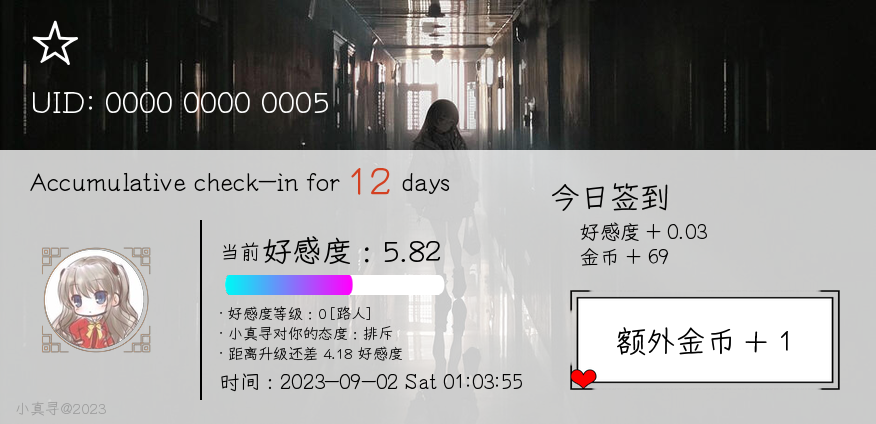 UID: 0000 0000 0005
Accumulative check-in for 12 days
当前好感度：5.82
·好感度等级：0[路人]
·小真寻对你的态度：排斥
·距离升级还差 4.18 好感度
时间：2023-09-02 Sat 01:03:55
小真寻@2023
今日签到
好感度 + 0.03
金币 + 69
额外金币 + 1